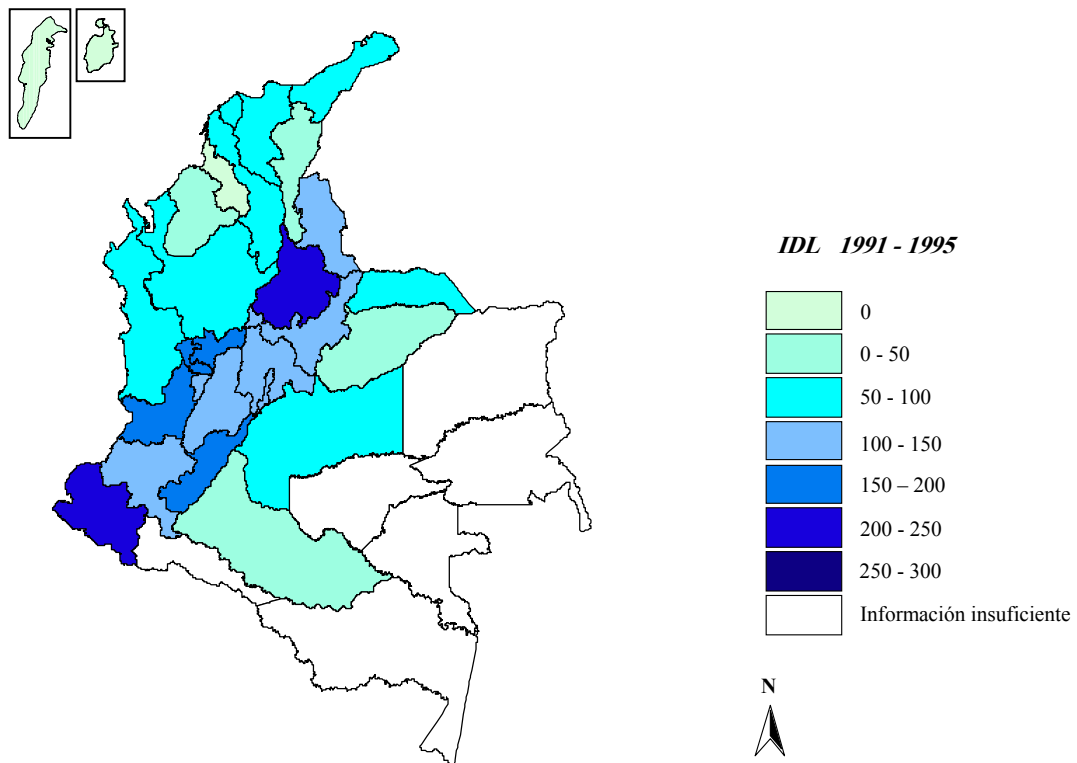 IDL 1991 - 1995
0
0 - 50
50 - 100
100 - 150
150 – 200
200 - 250
250 - 300
Información insuficiente
N